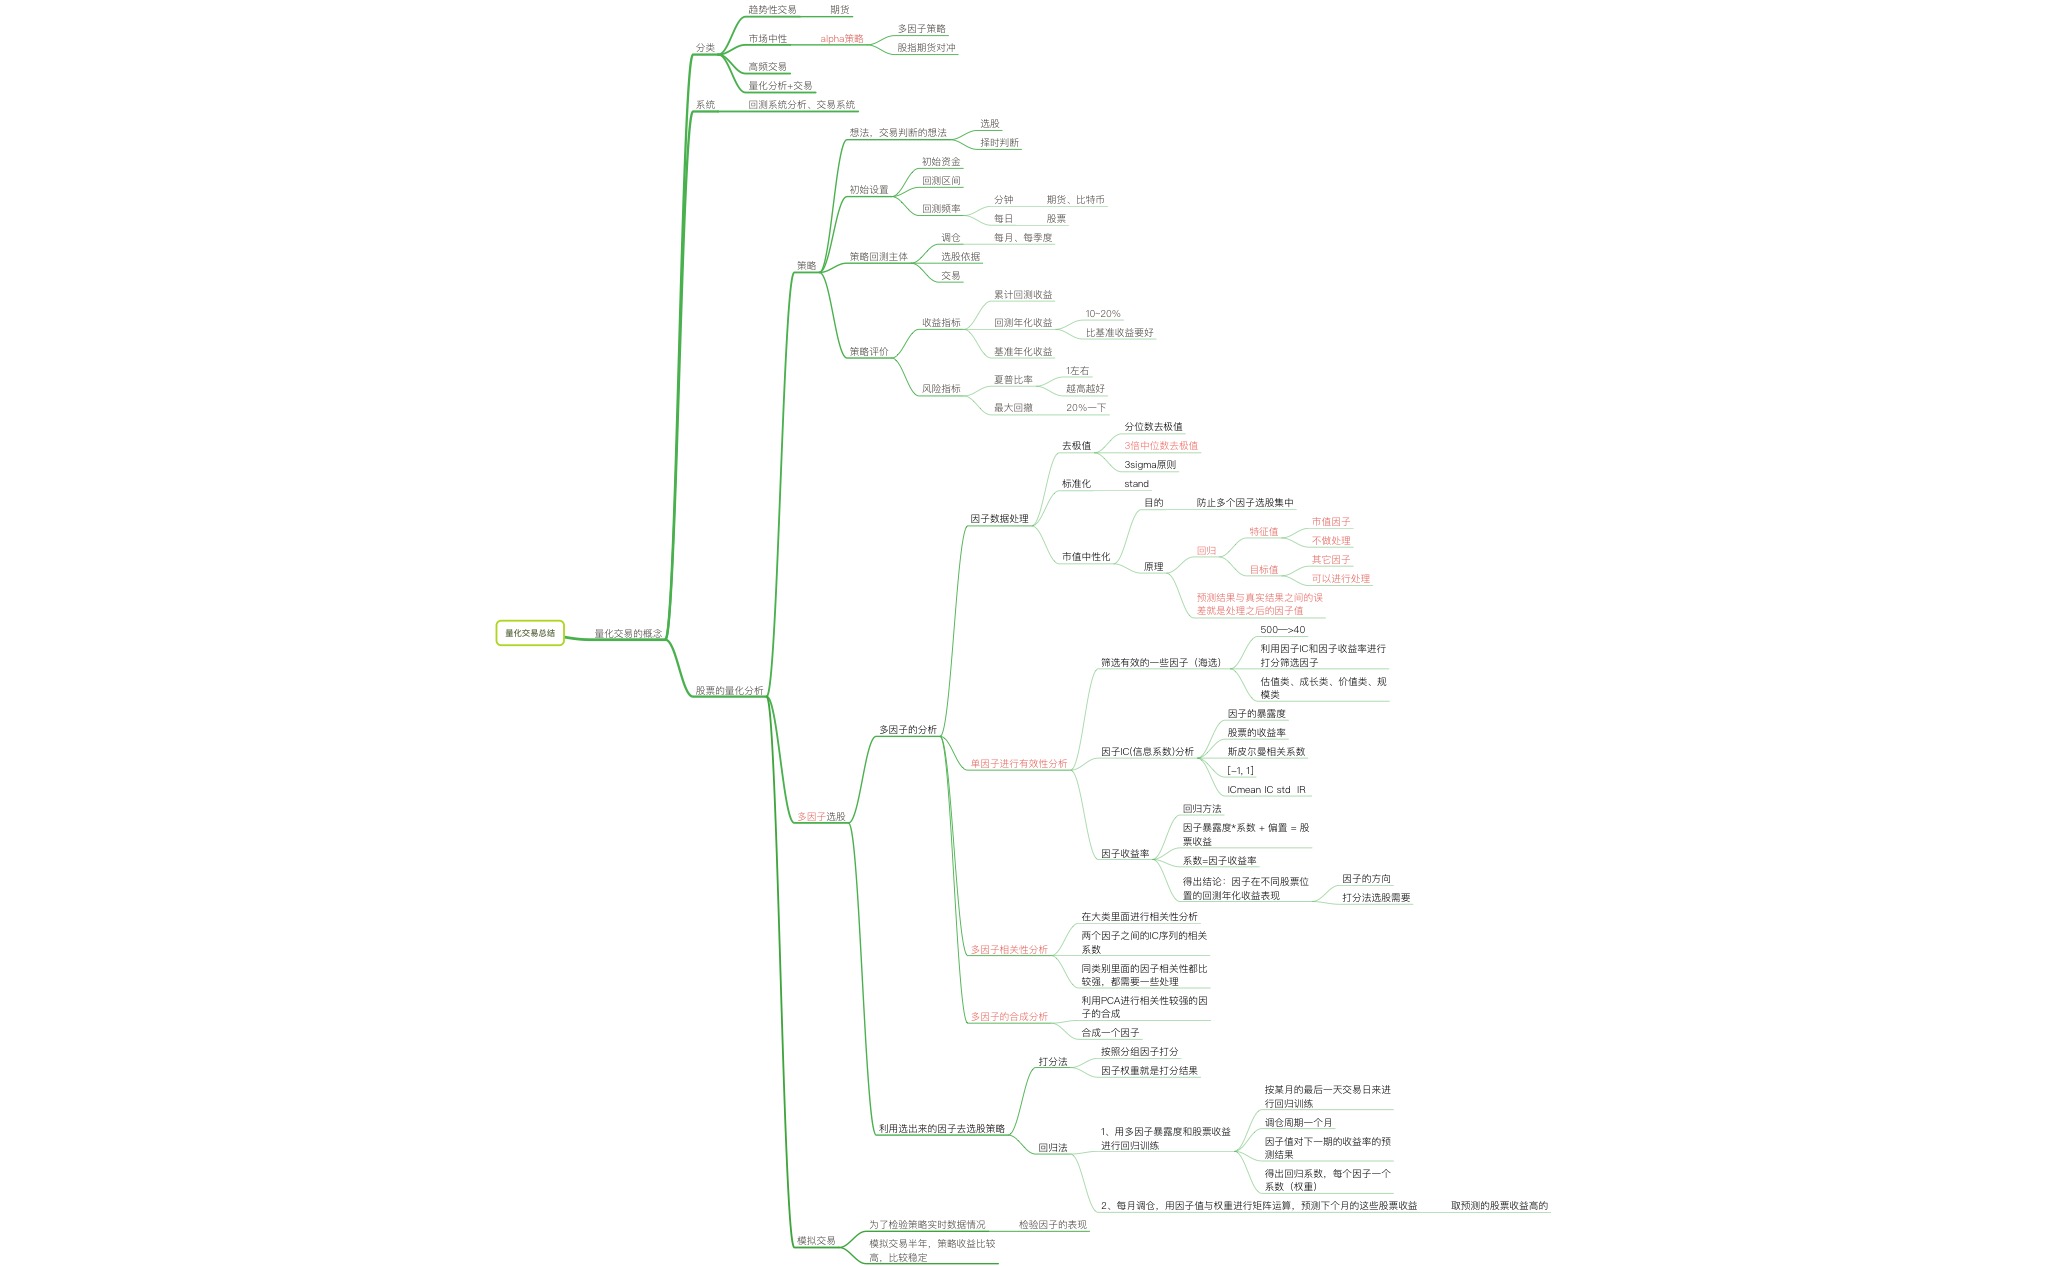 趋势性交易
期货
市场中性
alpha策略
多因子策略
股指期货对冲
分类
高频交易
量化分析+交易
系统
回测系统分析、交易系统
想法、交易判断的想法
选股
择时判断
初始设置
初始资金
回测区间
回测频率
分钟
期货、比特币
每日
股票
策略
策略回测主体
调仓
每月、每季度
选股依据
交易
策略评价
收益指标
累计回测收益
回测年化收益
10-20%
比基准收益要好
基准年化收益
风险指标
夏普比率
1左右
越高越好
最大回撤
20%一下
因子数据处理
去极值
分位数去极值
3倍中位数去极值
3sigma原则
标准化
stand
市值中性化
目的
防止多个因子选股集中
原理
回归
特征值
市值因子
不做处理
目标值
其它因子
可以进行处理
预测结果与真实结果之间的误
差就是处理之后的因子值
量化交易总结
量化交易的概念
股票的量化分析
多因子选股
多因子的分析
单因子进行有效性分析
筛选有效的一些因子（海选）
500—>40
利用因子IC和因子收益率进行
打分筛选因子
估值类、成长类、价值类、规
模类
因子IC(信息系数)分析
因子的暴露度
股票的收益率
斯皮尔曼相关系数
[-1, 1]
ICmean IC std  IR
因子收益率
回归方法
因子暴露度*系数 + 偏置 = 股
票收益
系数=因子收益率
得出结论：因子在不同股票位
置的回测年化收益表现
因子的方向
打分法选股需要
多因子相关性分析
在大类里面进行相关性分析
两个因子之间的IC序列的相关
系数
同类别里面的因子相关性都比
较强，都需要一些处理
多因子的合成分析
利用PCA进行相关性较强的因
子的合成
合成一个因子
利用选出来的因子去选股策略
打分法
按照分组因子打分
因子权重就是打分结果
回归法
1、用多因子暴露度和股票收益
进行回归训练
按某月的最后一天交易日来进
行回归训练
调仓周期一个月
因子值对下一期的收益率的预
测结果
得出回归系数，每个因子一个
系数（权重）
2、每月调仓，用因子值与权重进行矩阵运算，预测下个月的这些股票收益
取预测的股票收益高的
模拟交易
为了检验策略实时数据情况
检验因子的表现
模拟交易半年，策略收益比较
高，比较稳定